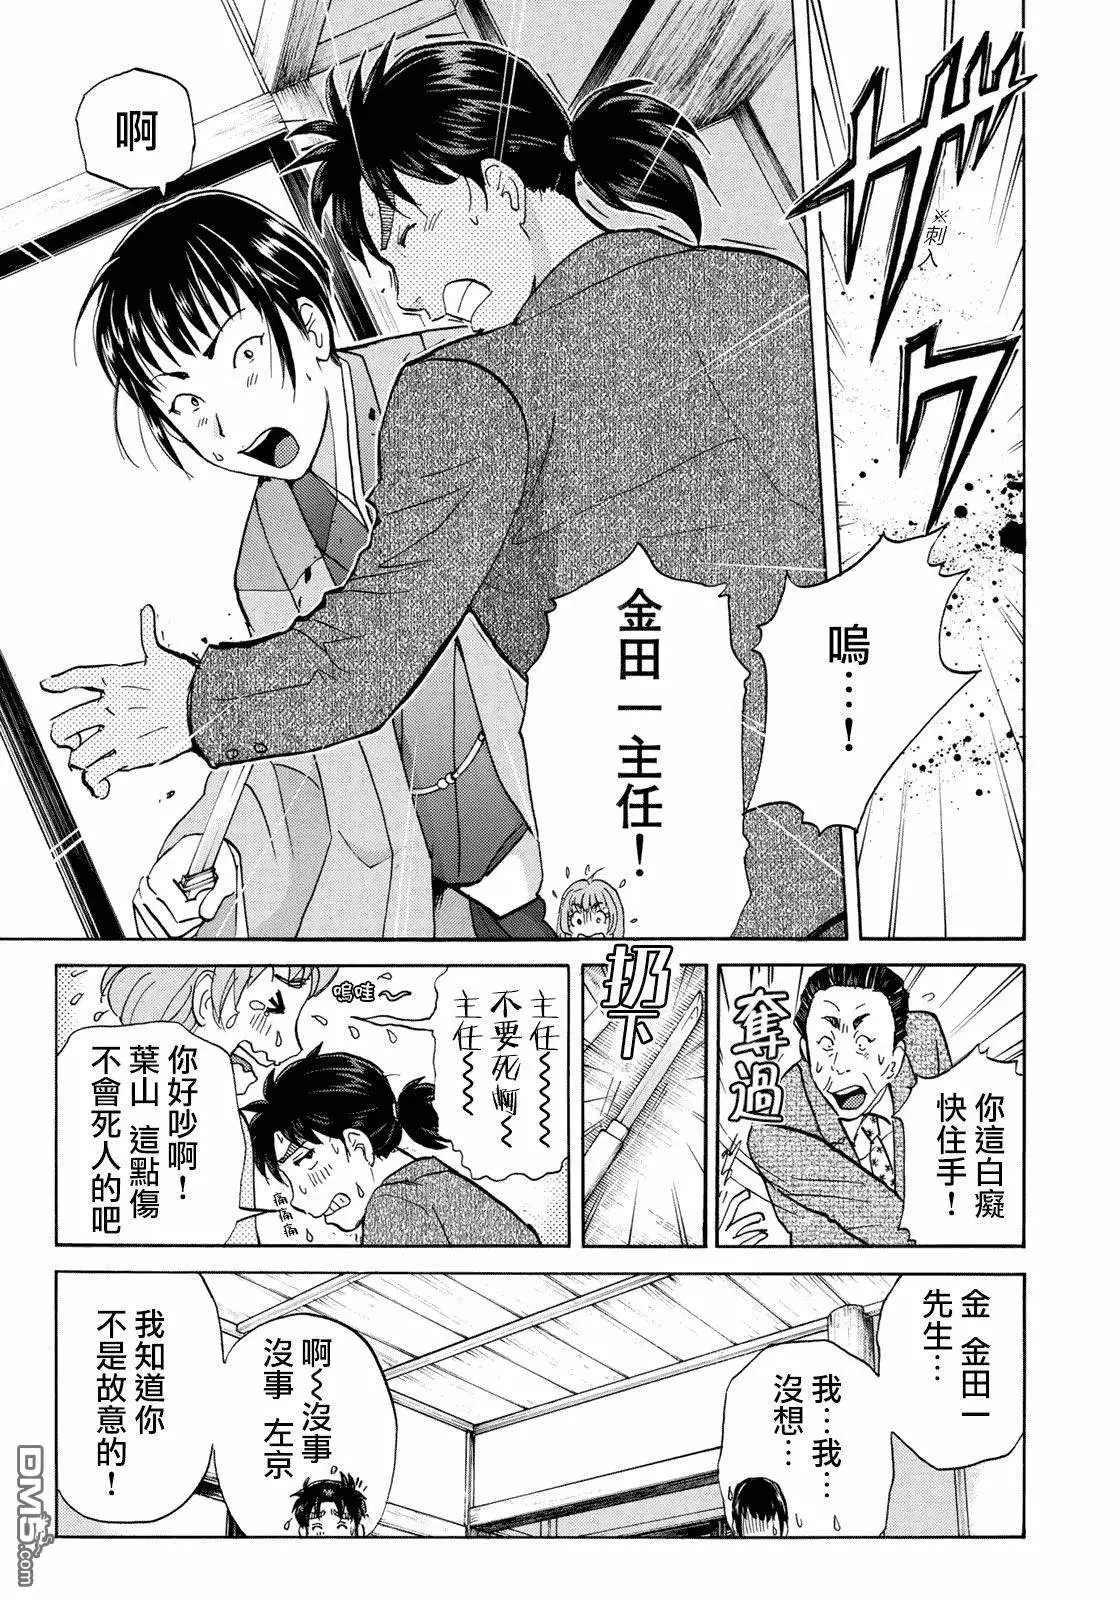 ザグッ
※刺入
啊
嗚…！
金田一主任！
你這白癡
快住手！
奪過
扔下
主任～
不要死啊～
主任～
嗚哇～
你好吵啊！
葉山 這點傷
不會死人的吧
痛
痛
痛
金 金田一
先生…
我…我…
沒想…
啊～沒事
沒事 左京
我知道你
不是故意的！
DM5.com